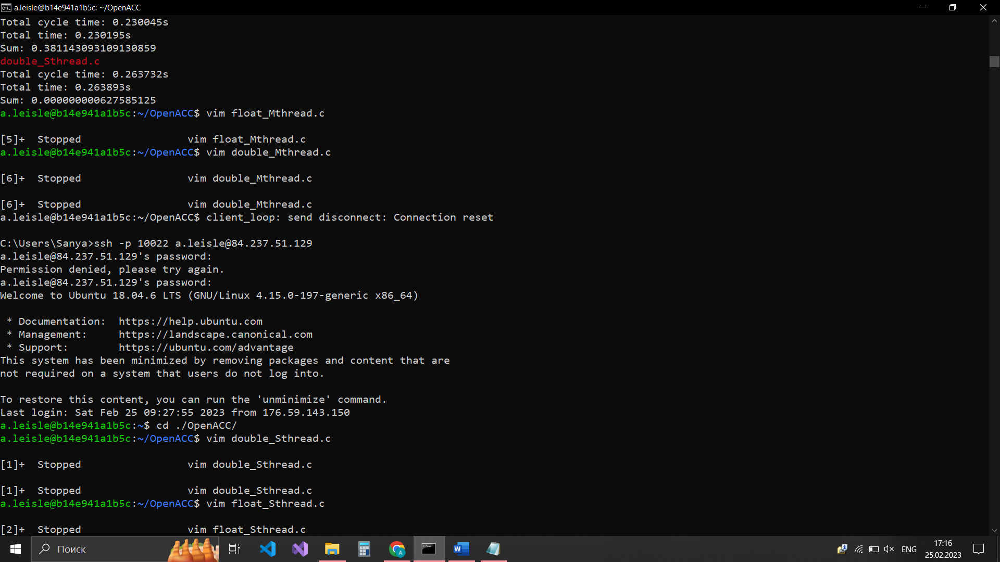 a.leisle@b14e941a1b5c: ~/OpenACC
Total cycle time: 0.230045s
Total time: 0.230195s
Sum: 0.381143093109130859
double_Sthread.c
Total cycle time: 0.263732s
Total time: 0.263893s
Sum: 0.000000000627585125
a.leisle@b14e941a1b5c:~/OpenACC$ vim float_Mthread.c
[5]+  Stopped                 vim float_Mthread.c
a.leisle@b14e941a1b5c:~/OpenACC$ vim double_Mthread.c
[6]+  Stopped                 vim double_Mthread.c
[6]+  Stopped                 vim double_Mthread.c
a.leisle@b14e941a1b5c:~/OpenACC$ client_loop: send disconnect: Connection reset
C:\Users\Sanya>ssh -p 10022 a.leisle@84.237.51.129
a.leisle@84.237.51.129's password:
Permission denied, please try again.
a.leisle@84.237.51.129's password:
Welcome to Ubuntu 18.04.6 LTS (GNU/Linux 4.15.0-197-generic x86_64)
 * Documentation:  https://help.ubuntu.com
 * Management:     https://landscape.canonical.com
 * Support:        https://ubuntu.com/advantage
This system has been minimized by removing packages and content that are
not required on a system that users do not log into.
To restore this content, you can run the 'unminimize' command.
Last login: Sat Feb 25 09:27:55 2023 from 176.59.143.150
a.leisle@b14e941a1b5c:~$ cd ./OpenACC/
a.leisle@b14e941a1b5c:~/OpenACC$ vim double_Sthread.c
[1]+  Stopped                 vim double_Sthread.c
[1]+  Stopped                 vim double_Sthread.c
a.leisle@b14e941a1b5c:~/OpenACC$ vim float_Sthread.c
[2]+  Stopped                 vim float_Sthread.c
Поиск
ENG
17:16
25.02.2023